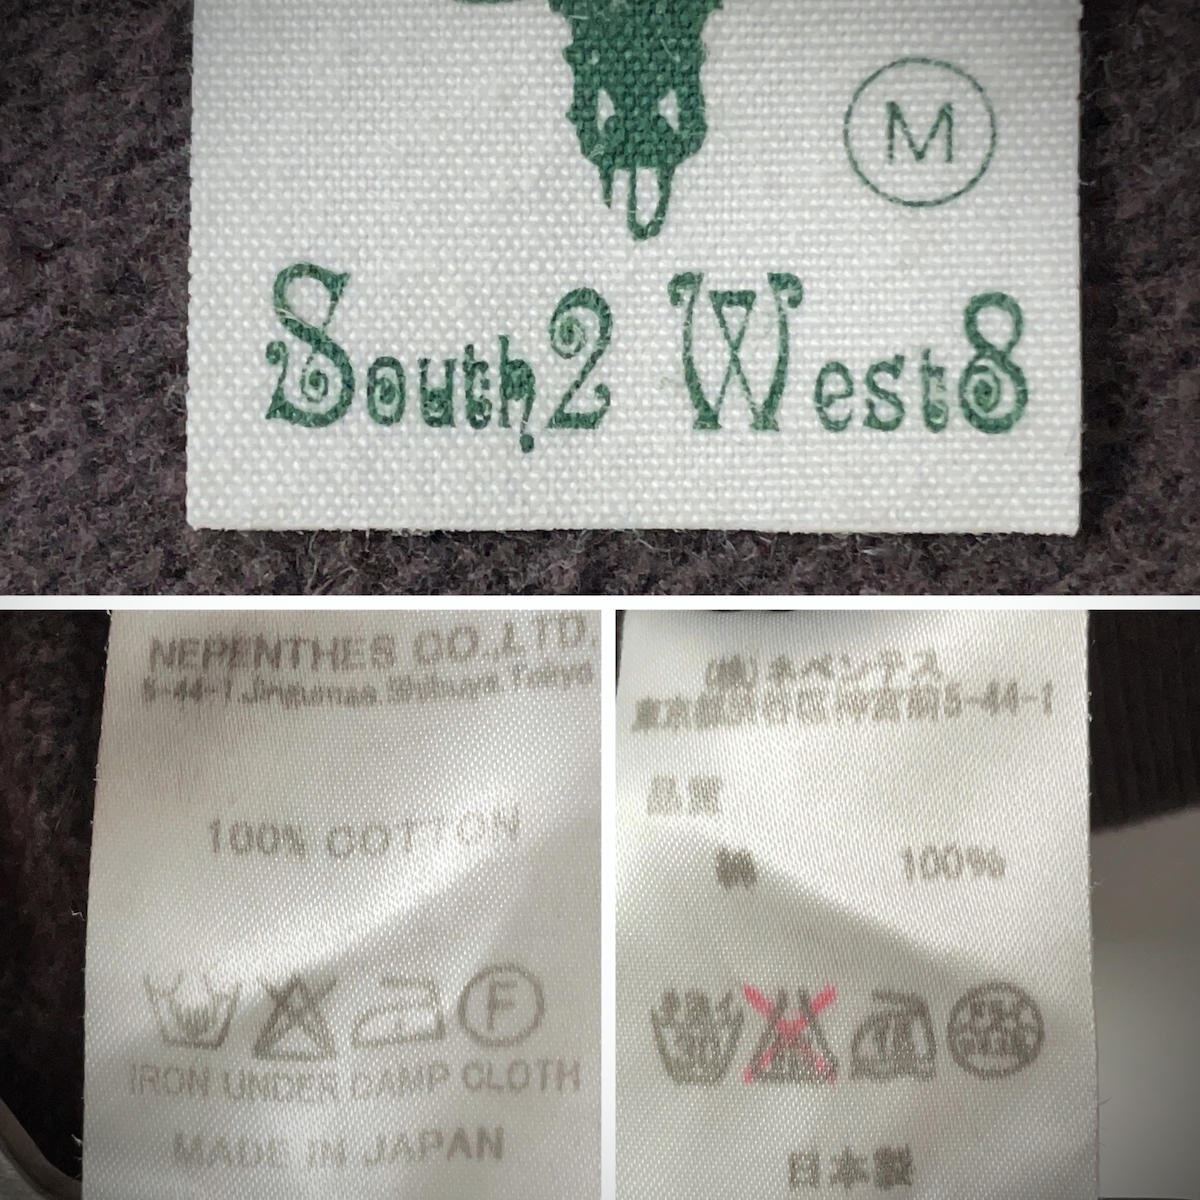 M
South2 West8
NEPENTHES CO.,LTD.
5-44-1,Jingumae,Shibuya,Tokyo
100% COTTON
F
IRON UNDER DAMP CLOTH
MADE IN JAPAN
(株)ネペンテス
東京都渋谷区神宮前5-44-1
品質
綿 100%
日本製